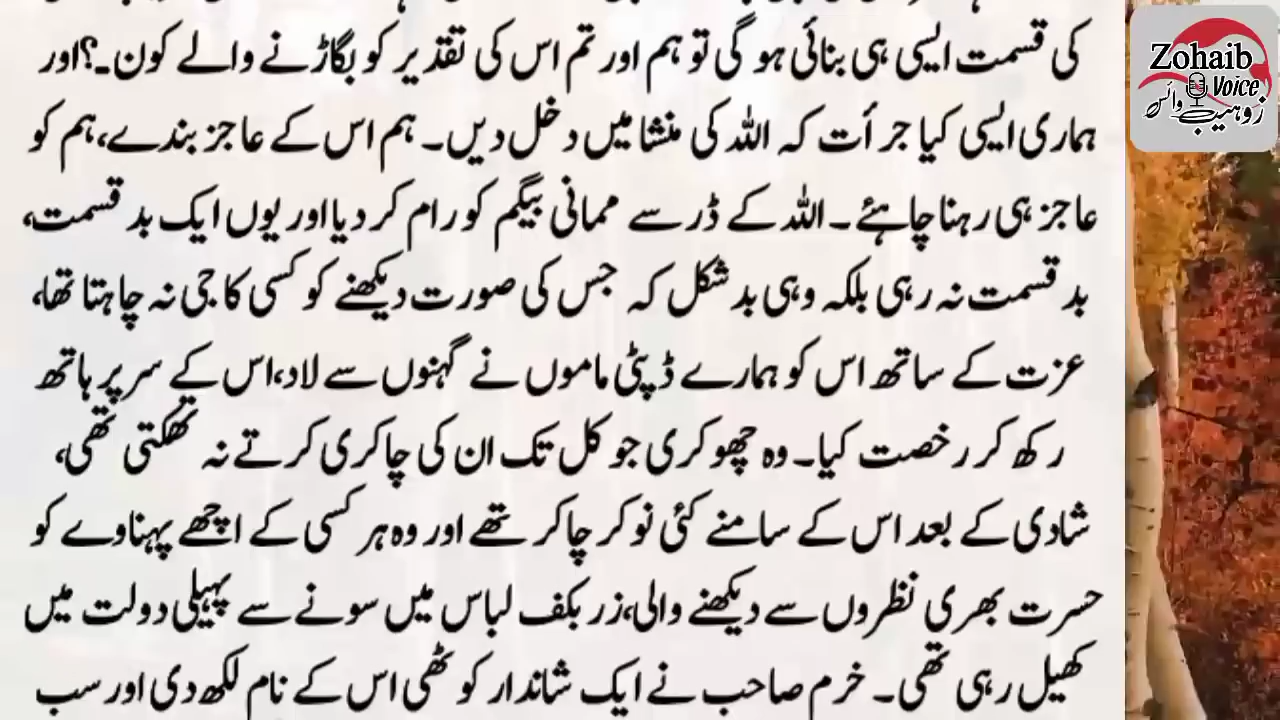 کی قسمت ایسی ہی بنائی ہو گی تو ہم اور تم اس کی تقدیر کو بگاڑنے والے کون۔؟اور
ہماری ایسی کیا جرأت کہ اللہ کی منشا میں دخل دیں۔ ہم اس کے عاجز بندے، ہم کو
عاجز ہی رہنا چاہئے۔ اللہ کے ڈر سے ممانی بیگم کو رام کر دیا اور یوں ایک بد قسمت،
بد قسمت نہ رہی بلکہ وہی بد شکل کہ جس کی صورت دیکھنے کو کسی کا جی نہ چاہتا تھا،
عزت کے ساتھ اس کو ہمارے ڈپٹی ماموں نے گہنوں سے لاد، اس کے سر پر ہاتھ
رکھ کر رخصت کیا۔ وہ چھوکری جو کل تک ان کی چاکری کرتے نہ تھکتی تھی،
شادی کے بعد اس کے سامنے کئی نوکر چاکر تھے اور وہ ہر کسی کے اچھے پہناوے کو
حسرت بھری نظروں سے دیکھنے والی، زر بکف لباس میں سونے سے پہیلی دولت میں
کھیل رہی تھی۔ خرم صاحب نے ایک شاندار کوٹھی اس کے نام لکھ دی اور سب
Zohaib
Voice
زوہیب وائس